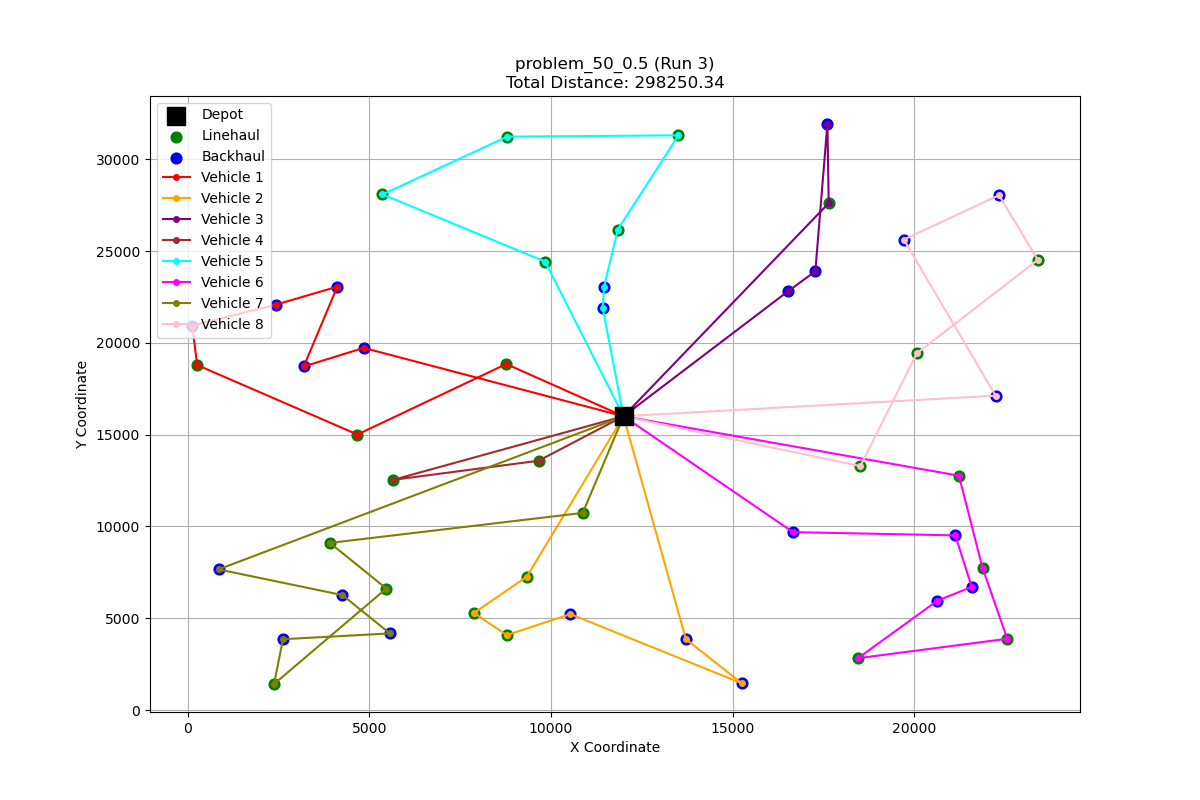 problem_50_0.5 (Run 3)
Total Distance: 298250.34
Depot
Linehaul
Backhaul
Vehicle 1
Vehicle 2
Vehicle 3
Vehicle 4
Vehicle 5
Vehicle 6
Vehicle 7
Vehicle 8
30000
25000
20000
15000
10000
5000
0
Y Coordinate
0 5000 10000 15000 20000
X Coordinate